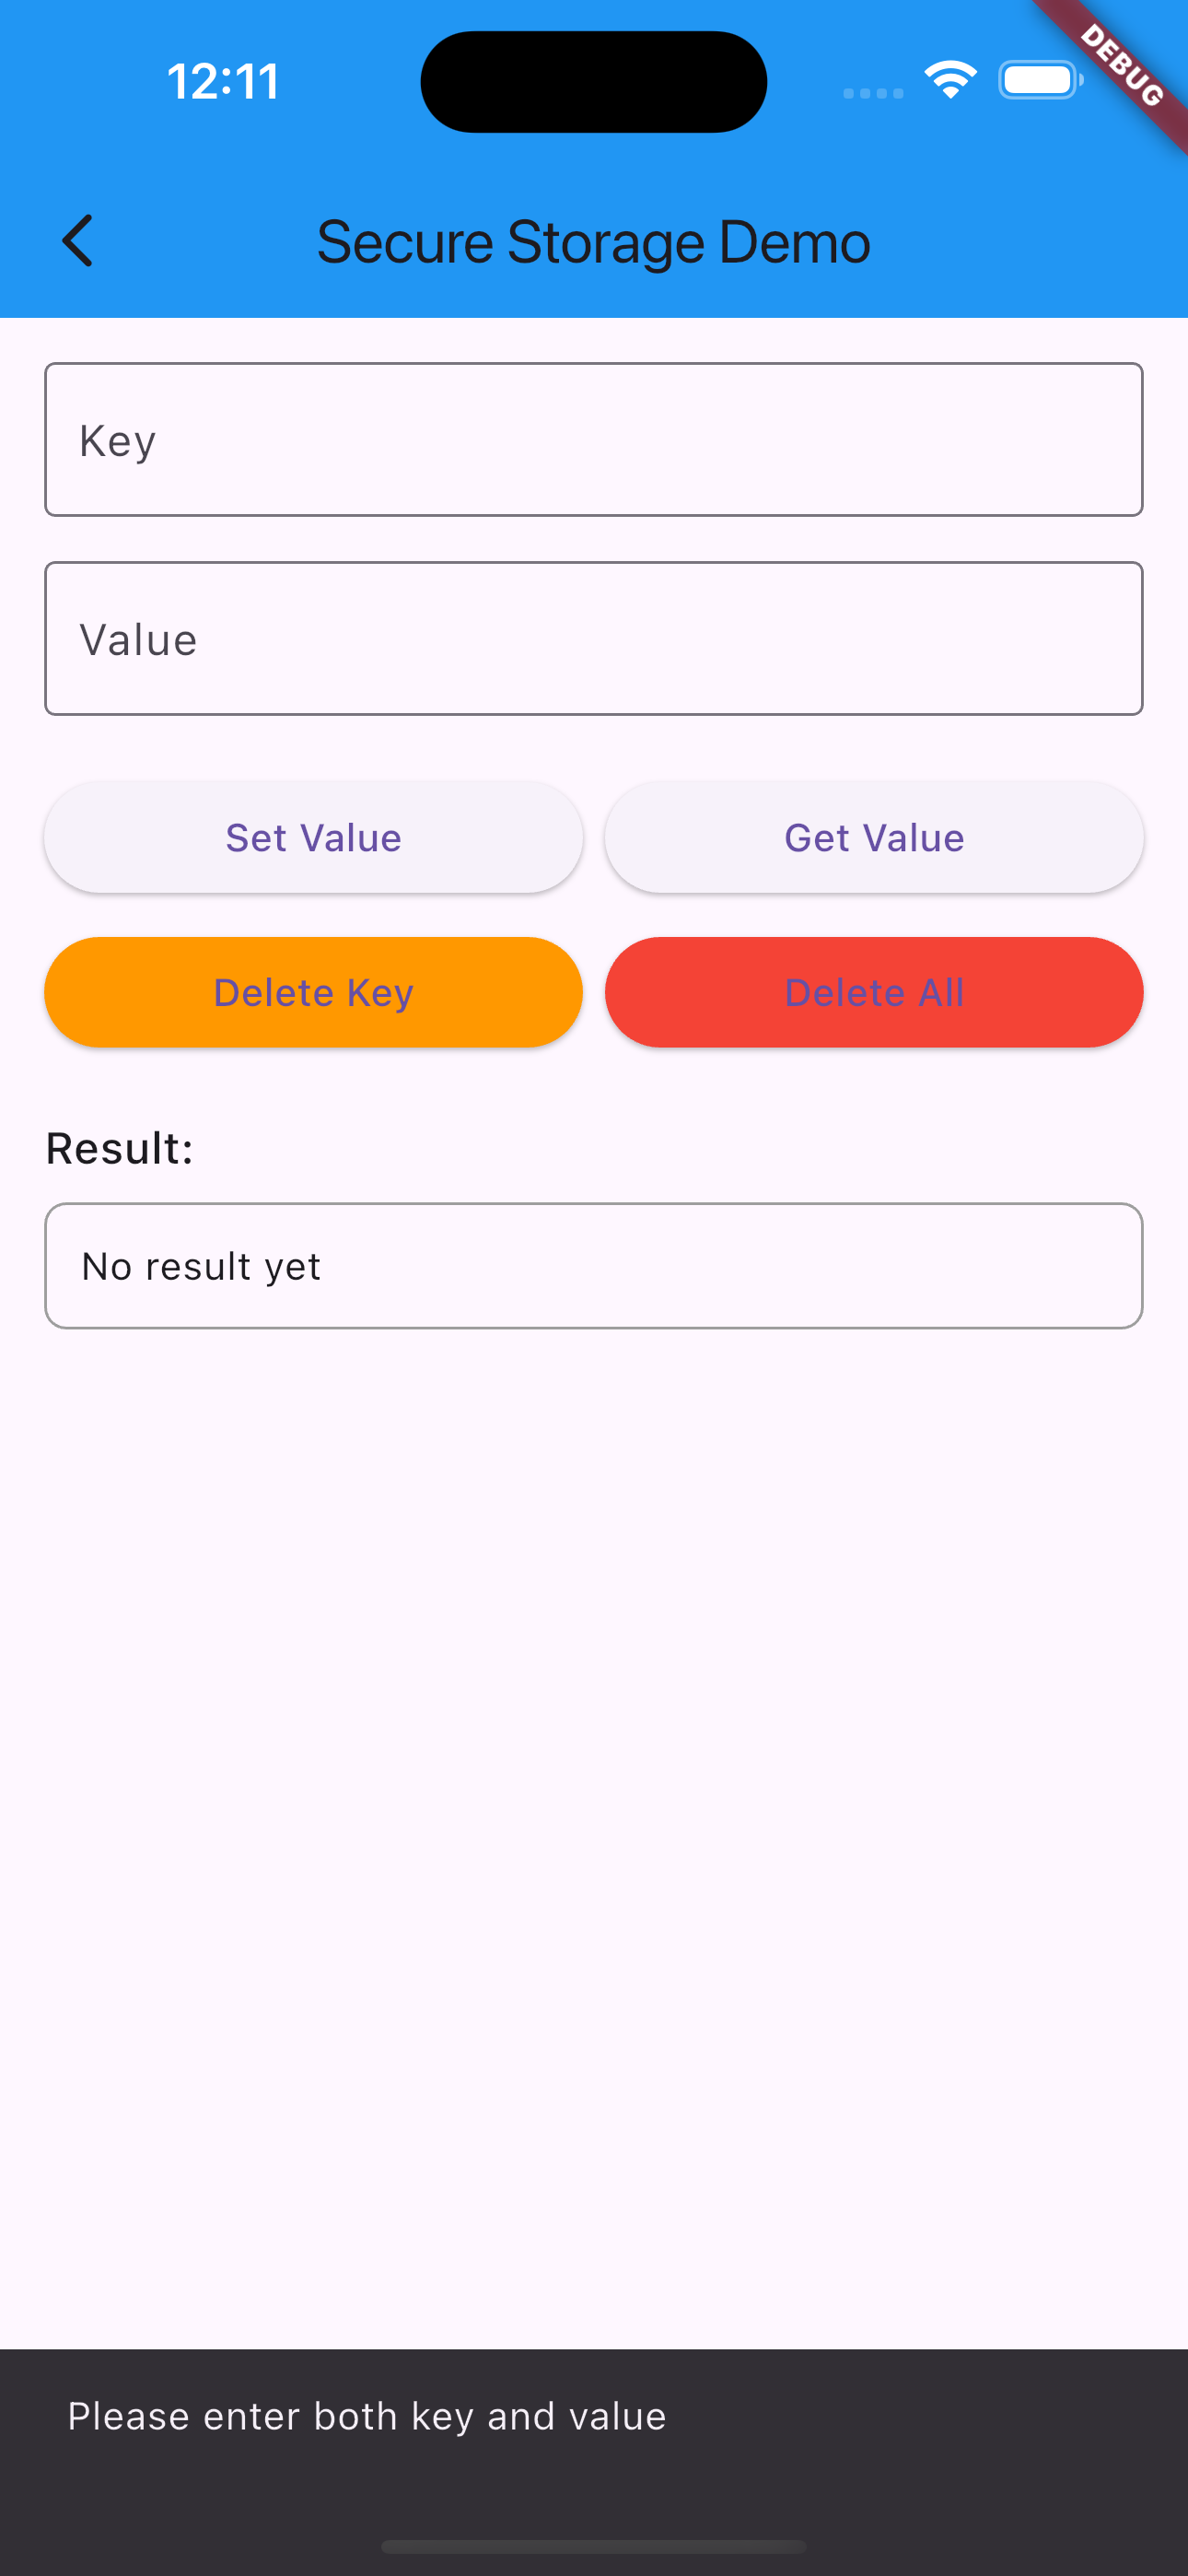 12:11
DEBUG
Secure Storage Demo
Key
Value
Set Value
Get Value
Delete Key
Delete All
Result:
No result yet
Please enter both key and value